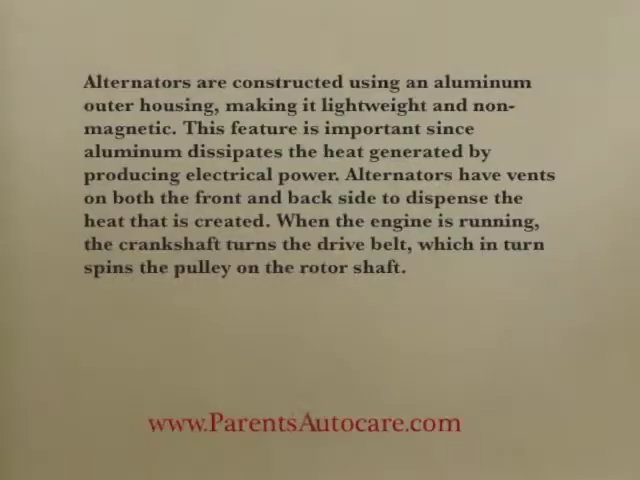 Alternators are constructed using an aluminum
outer housing, making it lightweight and non-
magnetic. This feature is important since
aluminum dissipates the heat generated by
producing electrical power. Alternators have vents
on both the front and back side to dispense the
heat that is created. When the engine is running,
the crankshaft turns the drive belt, which in turn
spins the pulley on the rotor shaft.
www.ParentsAutocare.com